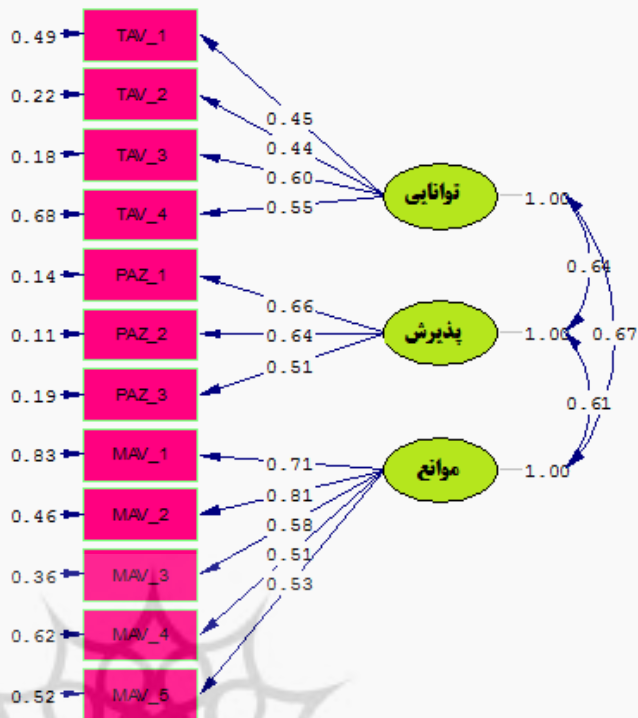 0.49 TAV_1
0.22 TAV_2
0.18 TAV_3
0.68 TAV_4
0.14 PAZ_1
0.11 PAZ_2
0.19 PAZ_3
0.83 MAV_1
0.46 MAV_2
0.36 MAV_3
0.62 MAV_4
0.52 MAV_5
0.45
0.44
0.60
0.55
0.66
0.64
0.51
0.71
0.81
0.58
0.51
0.53
توانایی 1.00
پذیرش 1.00
موانع 1.00
0.64
0.67
0.61